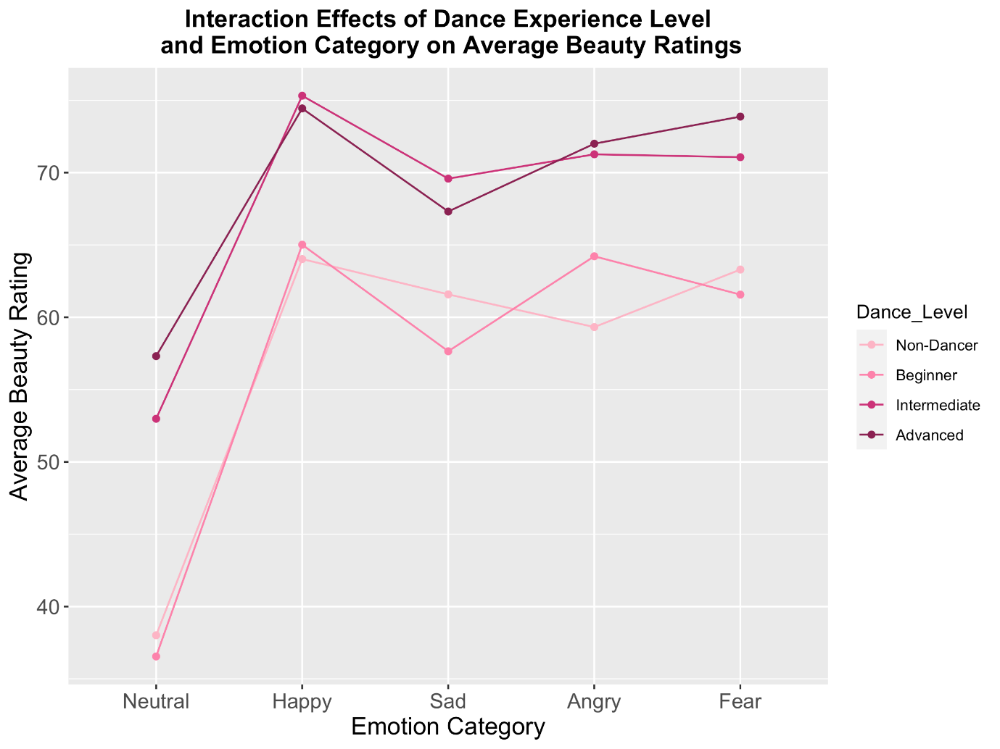 Interaction Effects of Dance Experience Level
and Emotion Category on Average Beauty Ratings
Average Beauty Rating
70
60
50
40
Neutral Happy Sad Angry Fear
Emotion Category
Dance_Level
Non-Dancer
Beginner
Intermediate
Advanced